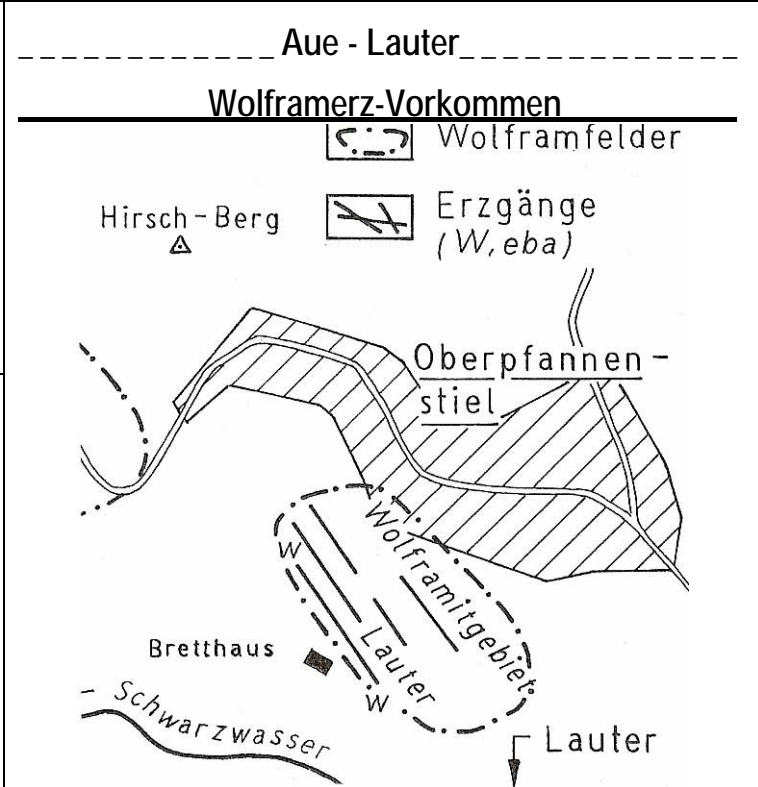 Aue - Lauter
Wolframerz-Vorkommen
Wolframfelder
Hirsch-Berg
Erzgänge
(W, eba)
Oberpfannen-
stiel
Wolframitgebiet
W
Lauter
Bretthaus
W
Schwarzwasser
Lauter